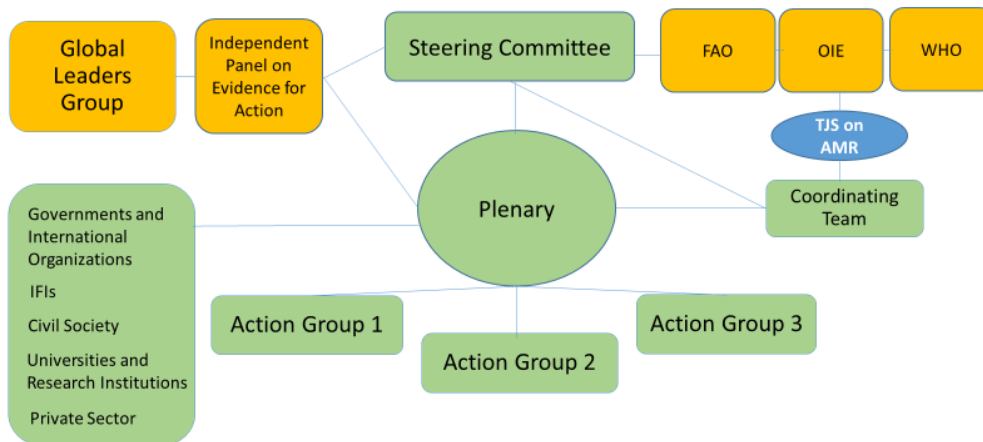 Global
Leaders
Group
Independent
Panel on
Evidence for
Action
Steering Committee
FAO
OIE
WHO
TJS on
AMR
Coordinating
Team
Plenary
Governments and
International
Organizations
IFIs
Civil Society
Universities and
Research Institutions
Private Sector
Action Group 1
Action Group 2
Action Group 3